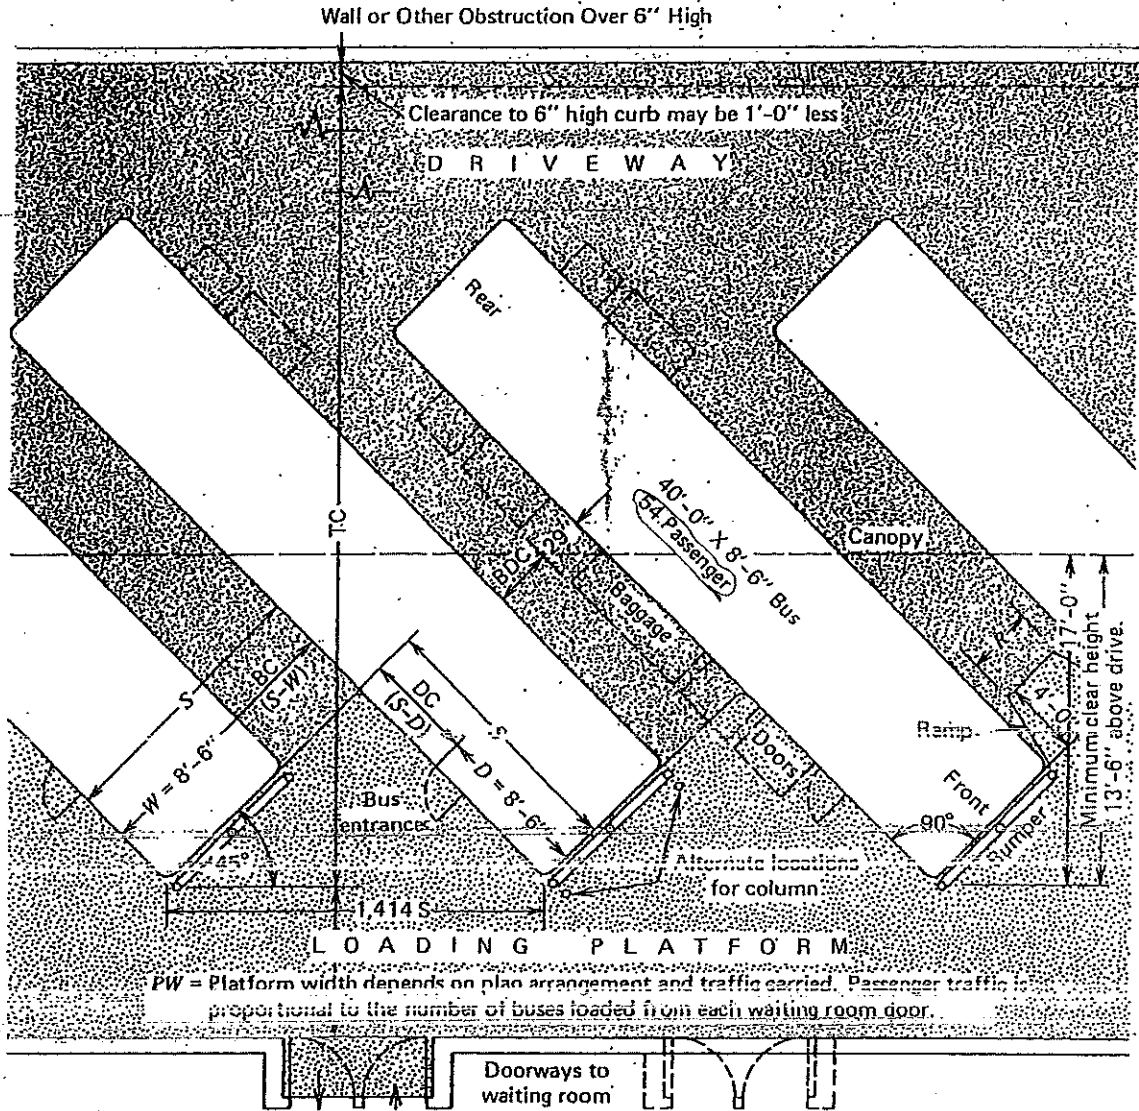 Wall or Other Obstruction Over 6" High
Clearance to 6" high curb may be 1'-0" less
D R I V E W A Y
Rear
TC
40'-0" X 8'-6" Bus
54 Passenger
Canopy
BDC
29"
Baggage
S
BC
(S-W)
W = 8'-6"
DC
(S-D)
S
D = 8'-6"
Doors
R
4'-0"
Ramp
17'-0"
Minimum clear height
13'-6" above drive.
Bus
entrance
Front
Bumper
90°
45°
Alternate locations
for column
1.414 S
L O A D I N G P L A T F O R M
PW = Platform width depends on plan arrangement and traffic carried. Passenger traffic is
proportional to the number of buses loaded from each waiting room door.
Doorways to
waiting room